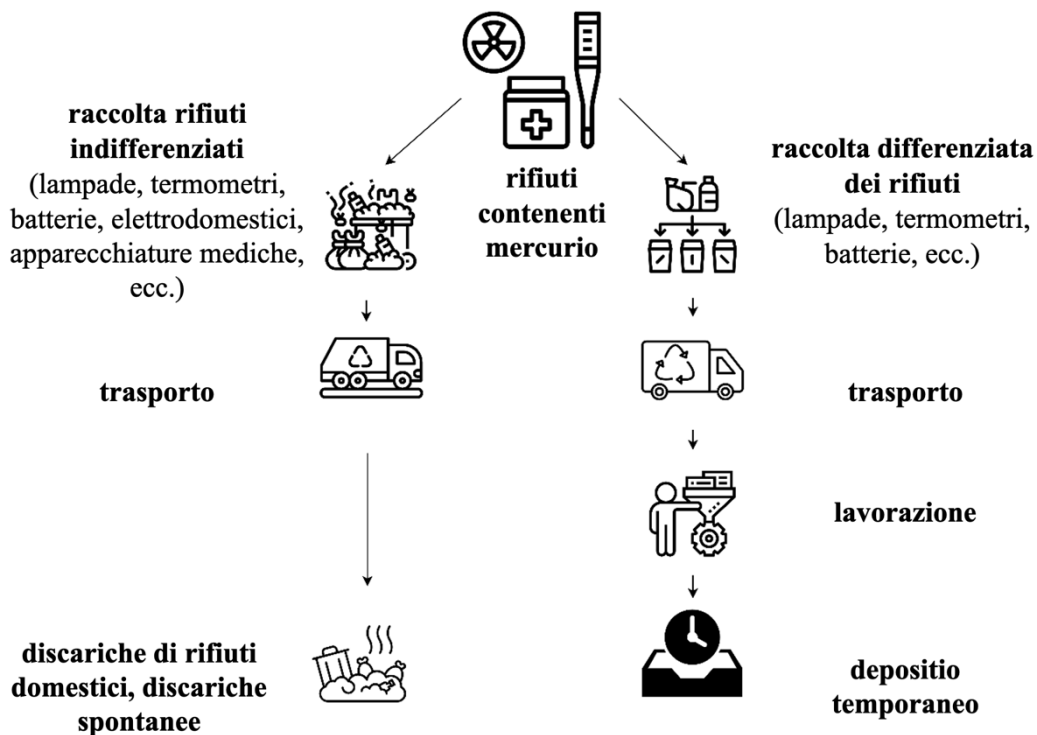 rifiuti
contenenti
mercurio
raccolta rifiuti
indifferenziati
(lampade, termometri,
batterie, elettrodomestici,
apparecchiature mediche,
ecc.)
trasporto
discariche di rifiuti
domestici, discariche
spontanee
raccolta differenziata
dei rifiuti
(lampade, termometri,
batterie, ecc.)
trasporto
lavorazione
depositio
temporaneo